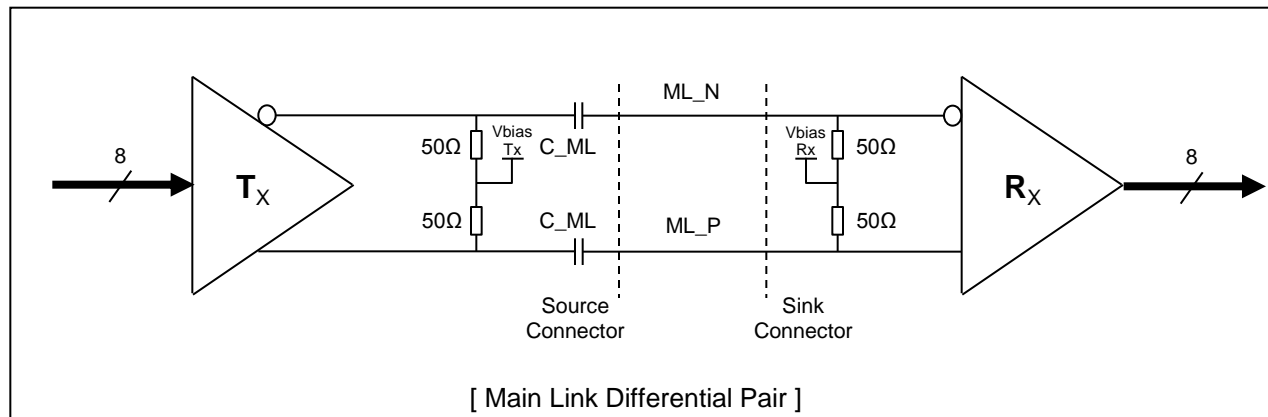 ML_N
8
50Ω
Vbias
Tx
C_ML
Vbias
Rx
50Ω
8
TX
RX
50Ω
C_ML
ML_P
50Ω
Source
Connector
Sink
Connector
[ Main Link Differential Pair ]